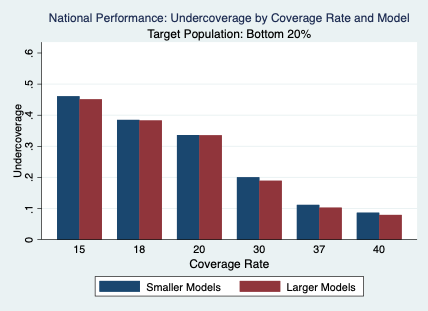 National Performance: Undercoverage by Coverage Rate and Model
Target Population: Bottom 20%
Undercoverage
.6
.5
.4
.3
.2
.1
0
15 18 20 30 37 40
Coverage Rate
Smaller Models Larger Models